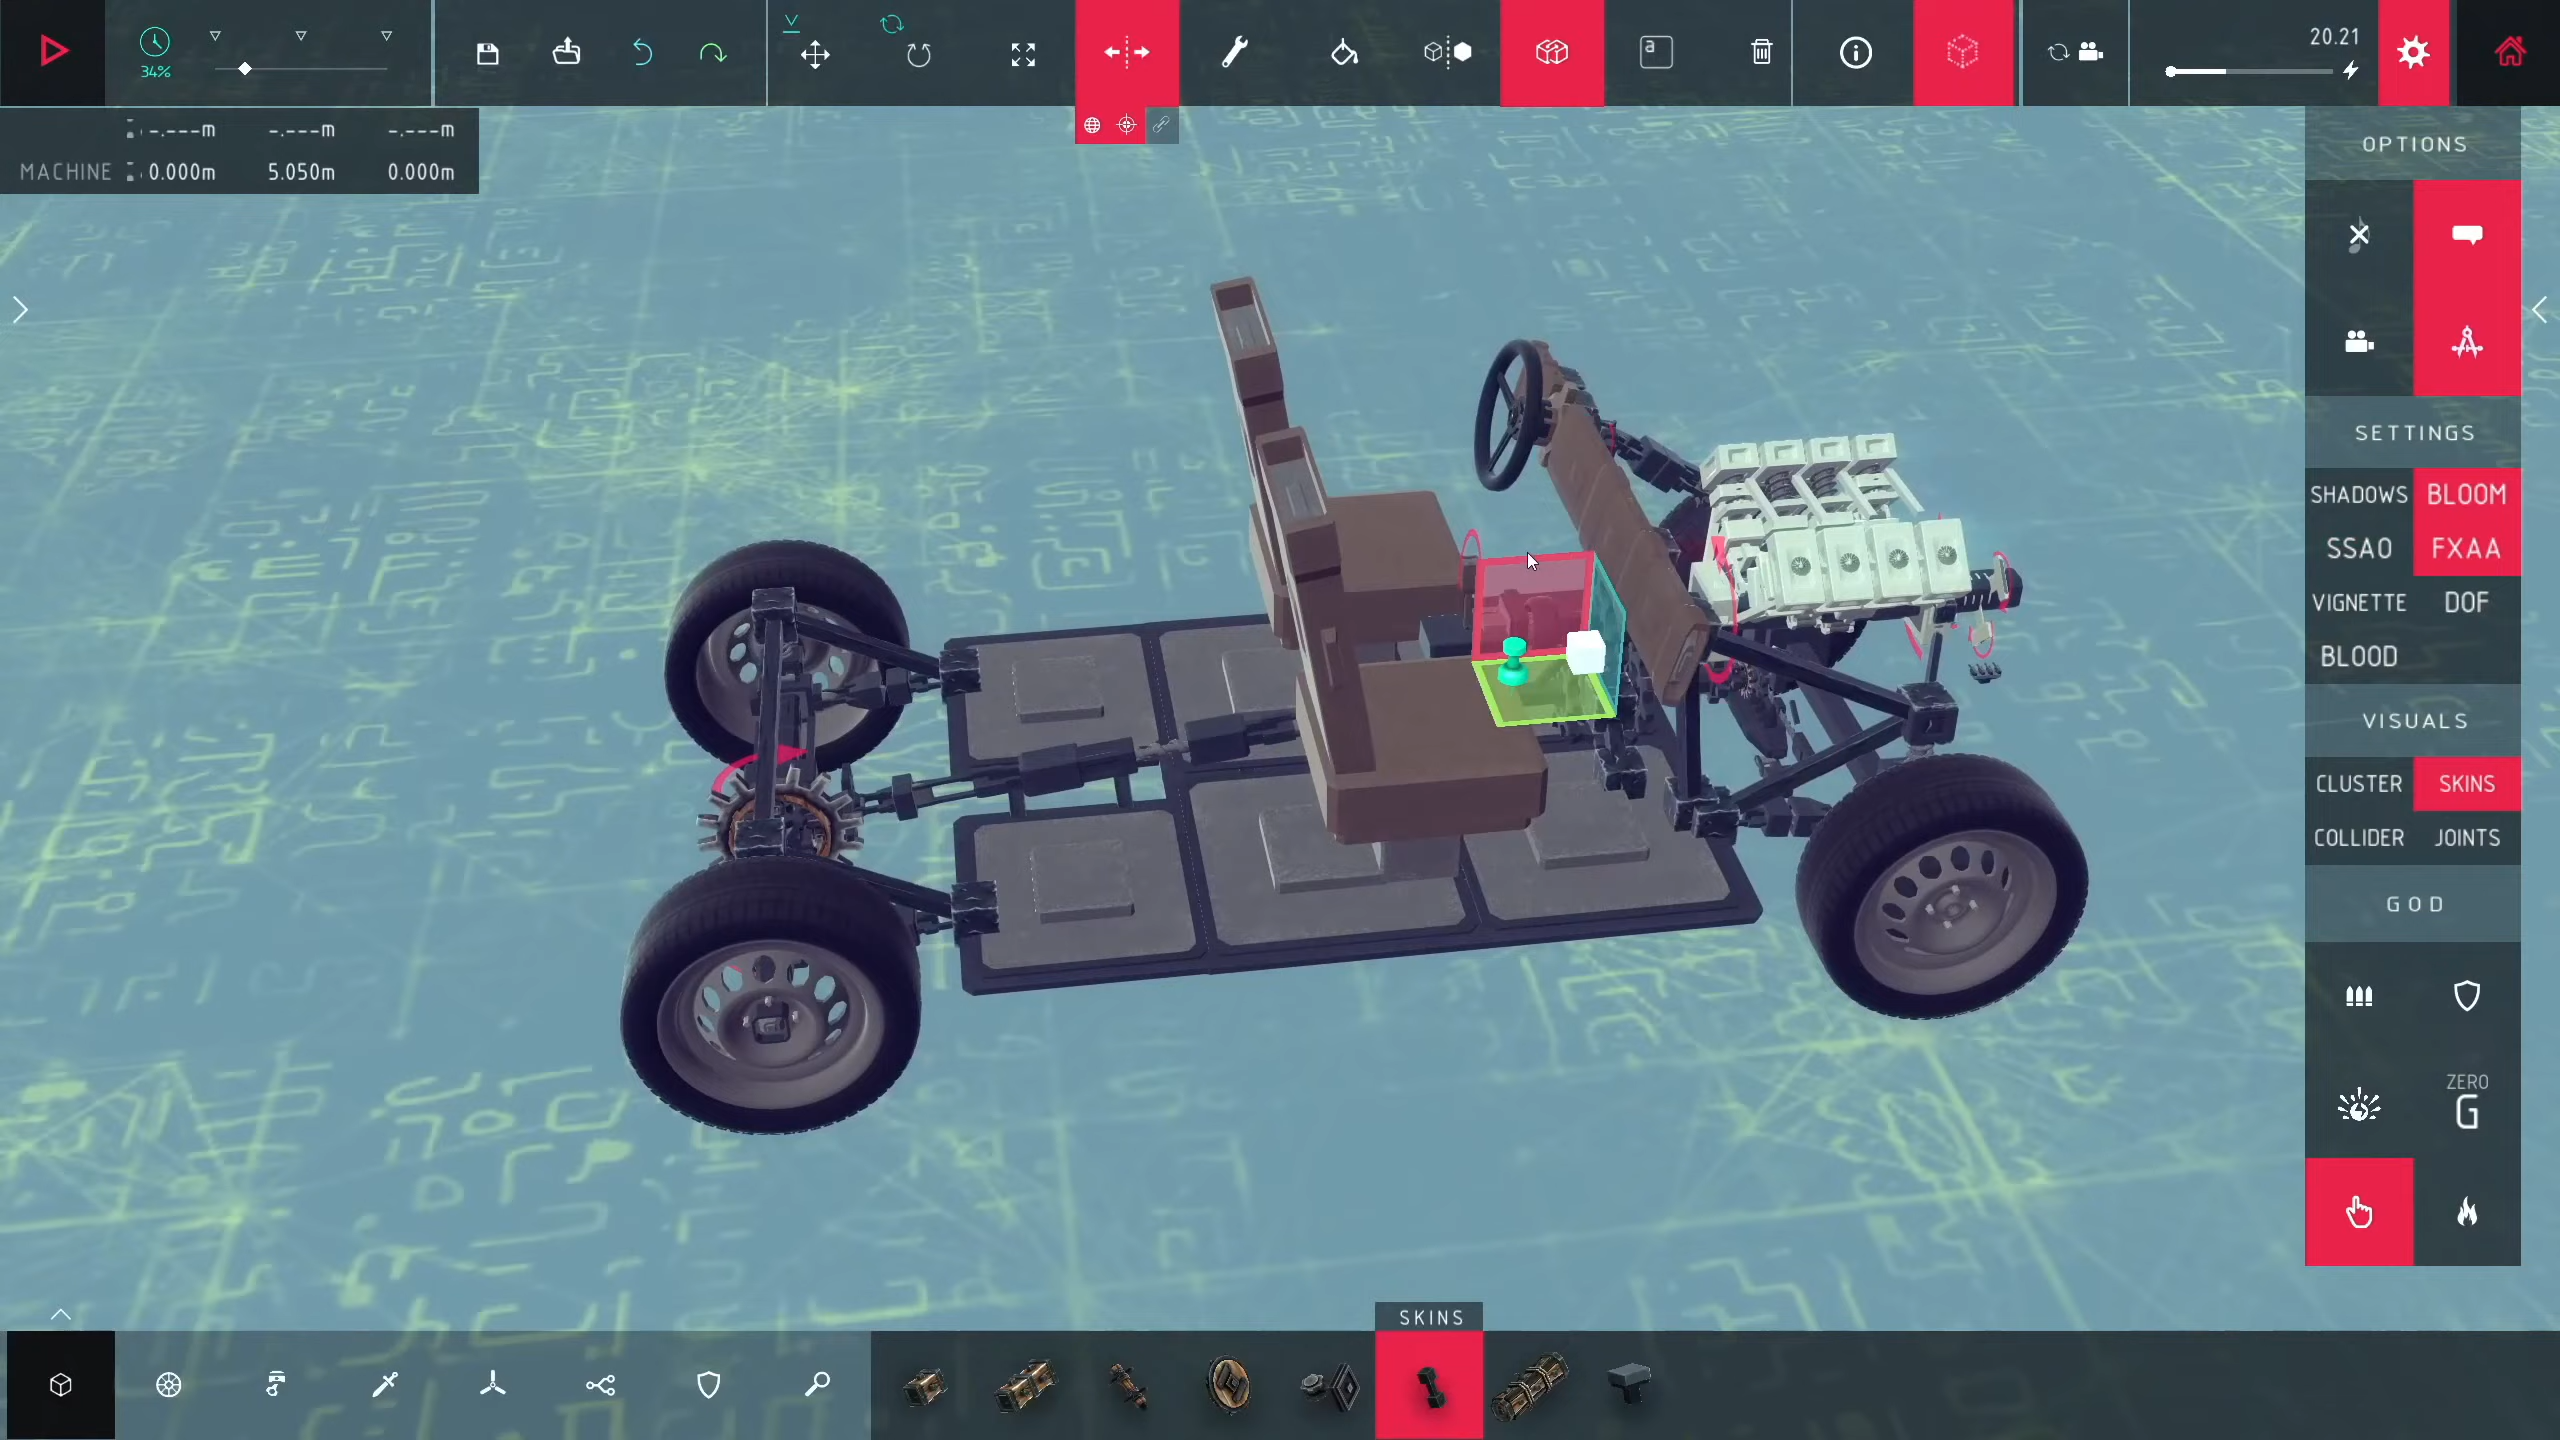 34%
20.21
-.---m -.---m -.---m
MACHINE 0.000m 5.050m 0.000m
a
OPTIONS
SETTINGS
SHADOWS BLOOM
SSAO FXAA
VIGNETTE DOF
BLOOD
VISUALS
CLUSTER SKINS
COLLIDER JOINTS
GOD
ZERO
G
SKINS